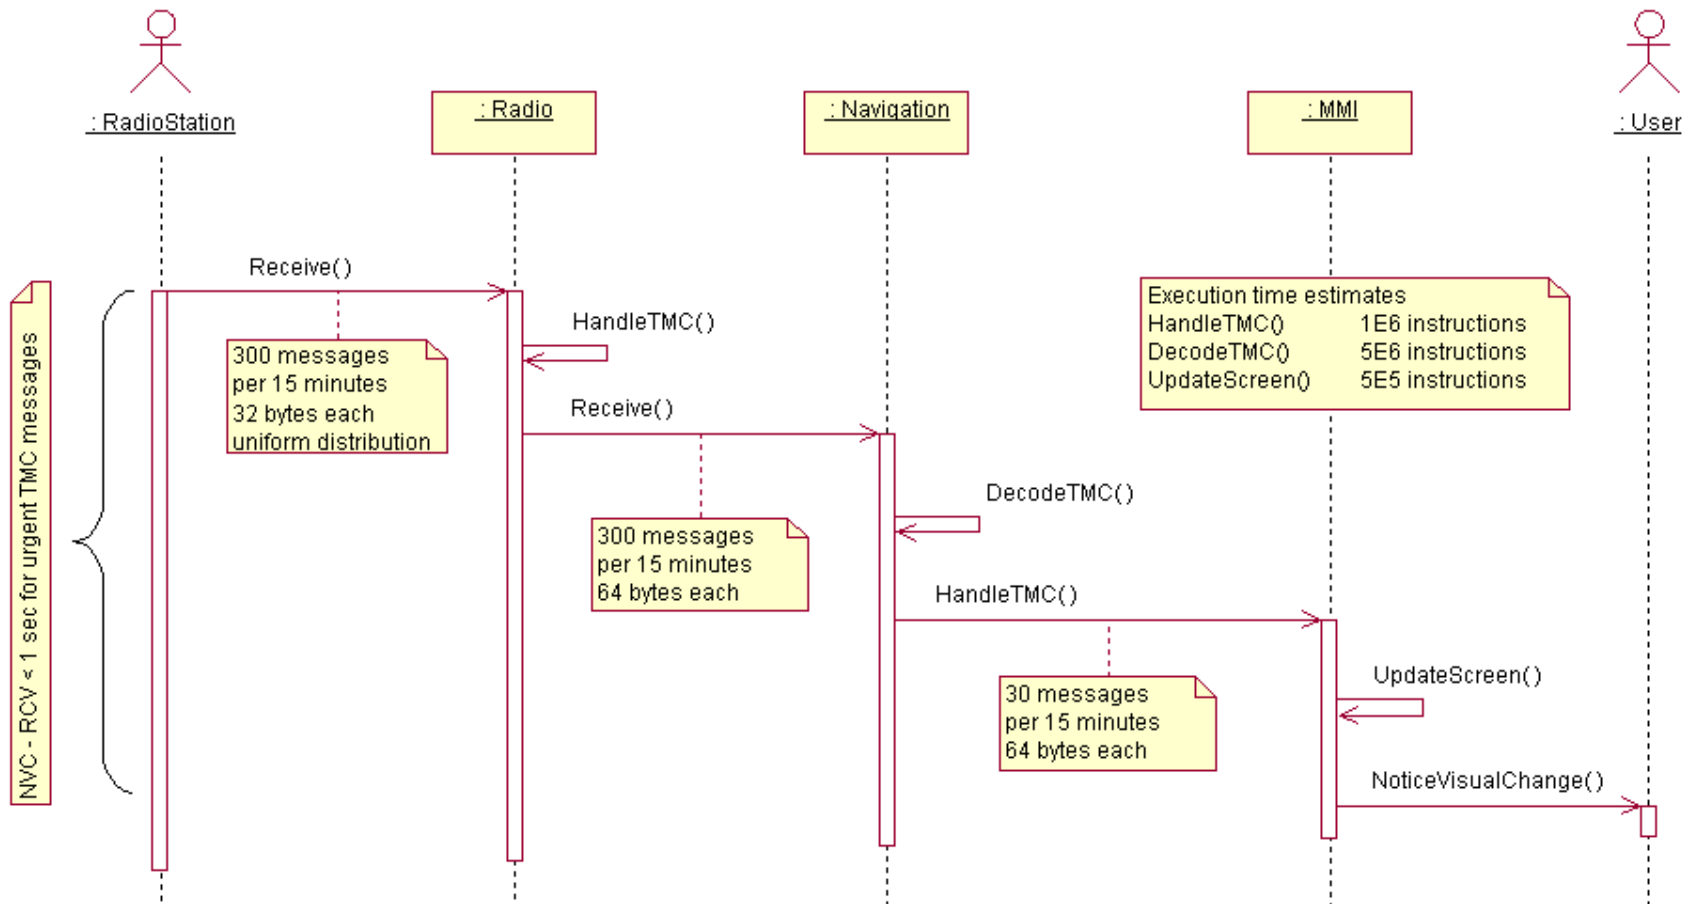 : RadioStation
: Radio
: Navigation
: MMI
: User
Receive()
HandleTMC()
300 messages
per 15 minutes
32 bytes each
uniform distribution
Execution time estimates
HandleTMC() 1E6 instructions
DecodeTMC() 5E6 instructions
UpdateScreen() 5E5 instructions
NVC - RCV < 1 sec for urgent TMC messages
Receive()
DecodeTMC()
300 messages
per 15 minutes
64 bytes each
HandleTMC()
UpdateScreen()
30 messages
per 15 minutes
64 bytes each
NoticeVisualChange()